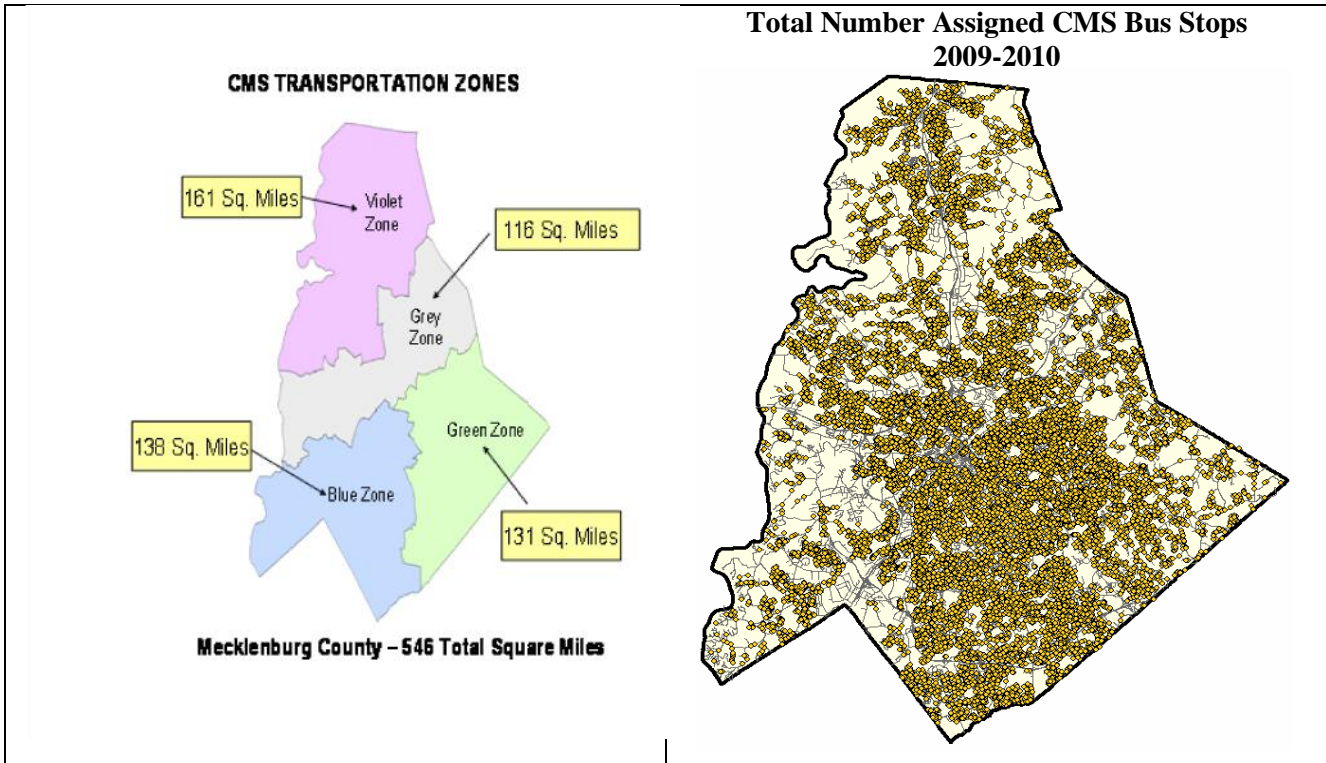 CMS TRANSPORTATION ZONES
161 Sq. Miles
Violet
Zone
116 Sq. Miles
Grey
Zone
138 Sq. Miles
Green Zone
Blue Zone
131 Sq. Miles
Mecklenburg County – 546 Total Square Miles
Total Number Assigned CMS Bus Stops
2009-2010